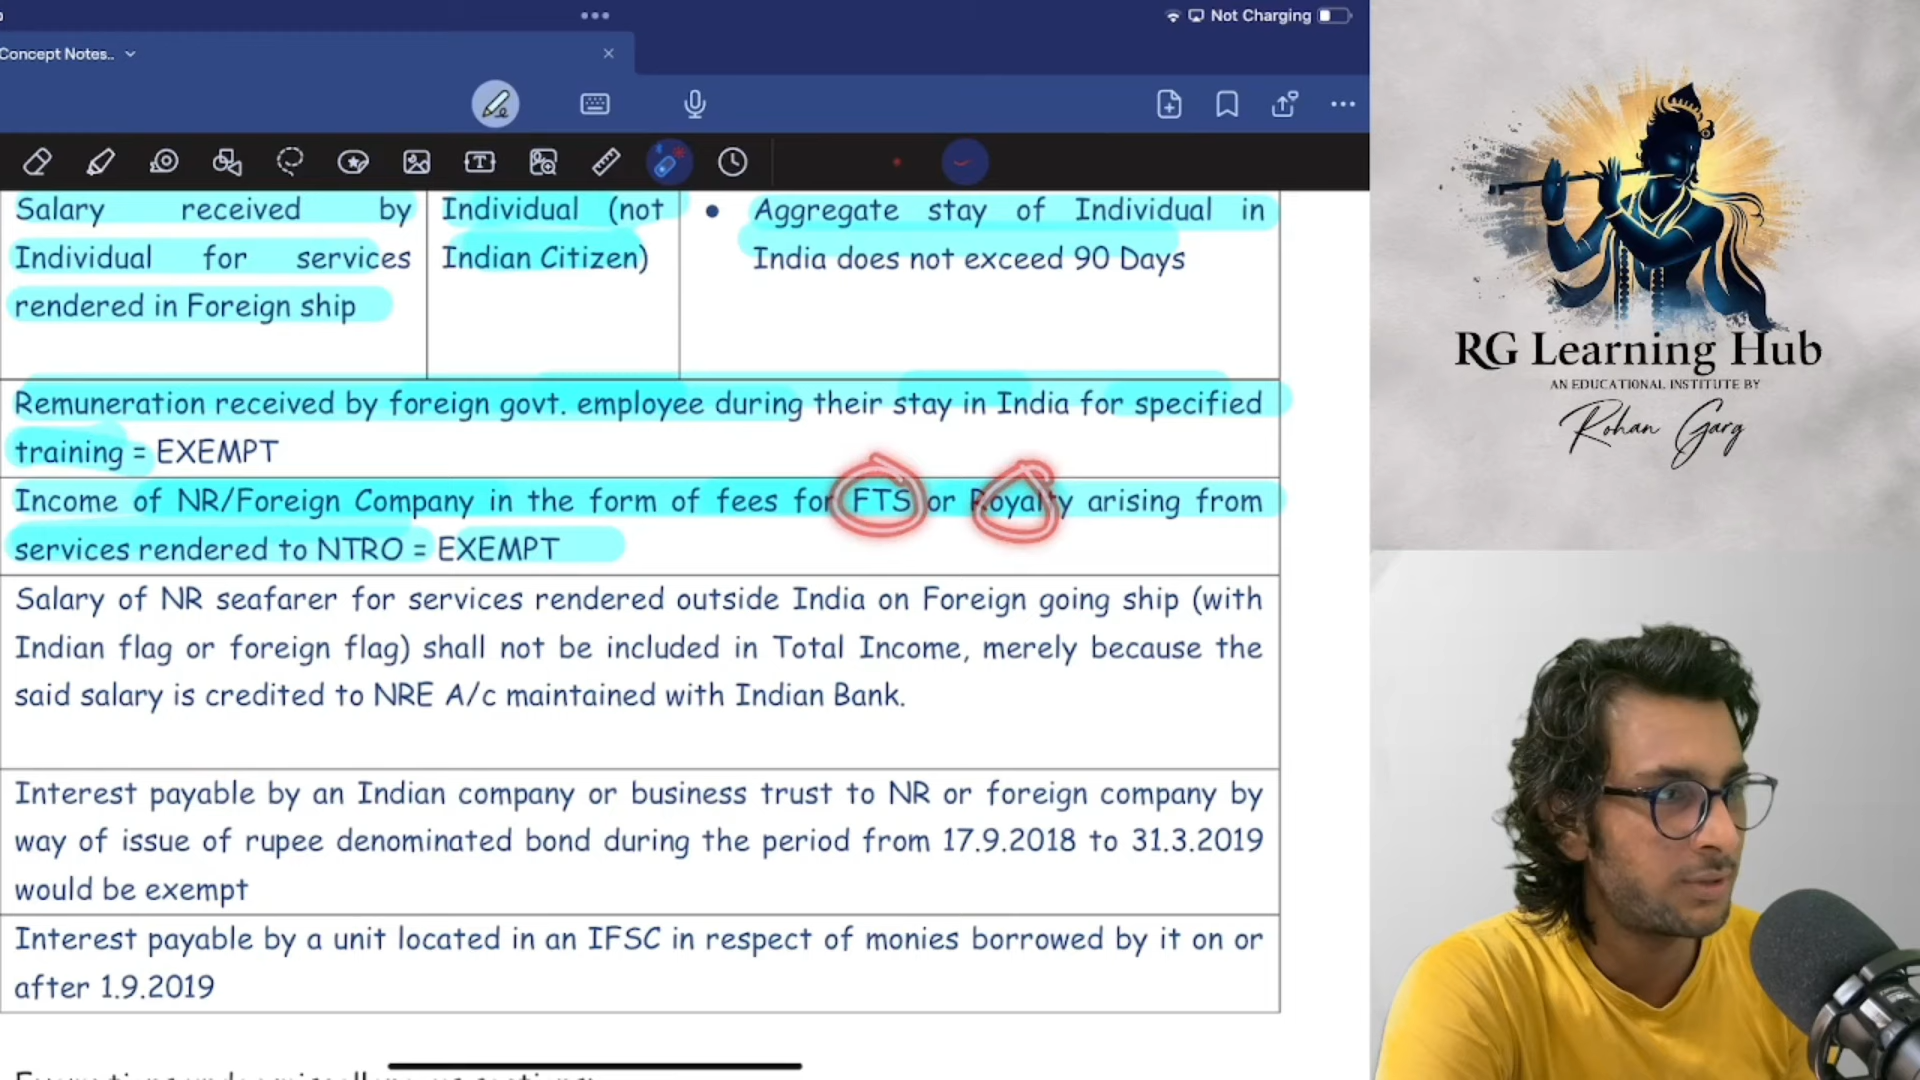 Not Charging
Concept Notes..
Salary received by
Individual for services
rendered in Foreign ship
Individual (not
Indian Citizen)
• Aggregate stay of Individual in
India does not exceed 90 Days
Remuneration received by foreign govt. employee during their stay in India for specified
training = EXEMPT
Income of NR/Foreign Company in the form of fees for FTS or Royalty arising from
services rendered to NTRO = EXEMPT
Salary of NR seafarer for services rendered outside India on Foreign going ship (with
Indian flag or foreign flag) shall not be included in Total Income, merely because the
said salary is credited to NRE A/c maintained with Indian Bank.
Interest payable by an Indian company or business trust to NR or foreign company by
way of issue of rupee denominated bond during the period from 17.9.2018 to 31.3.2019
would be exempt
Interest payable by a unit located in an IFSC in respect of monies borrowed by it on or
after 1.9.2019
RG Learning Hub
AN EDUCATIONAL INSTITUTE BY
Rohan Garg